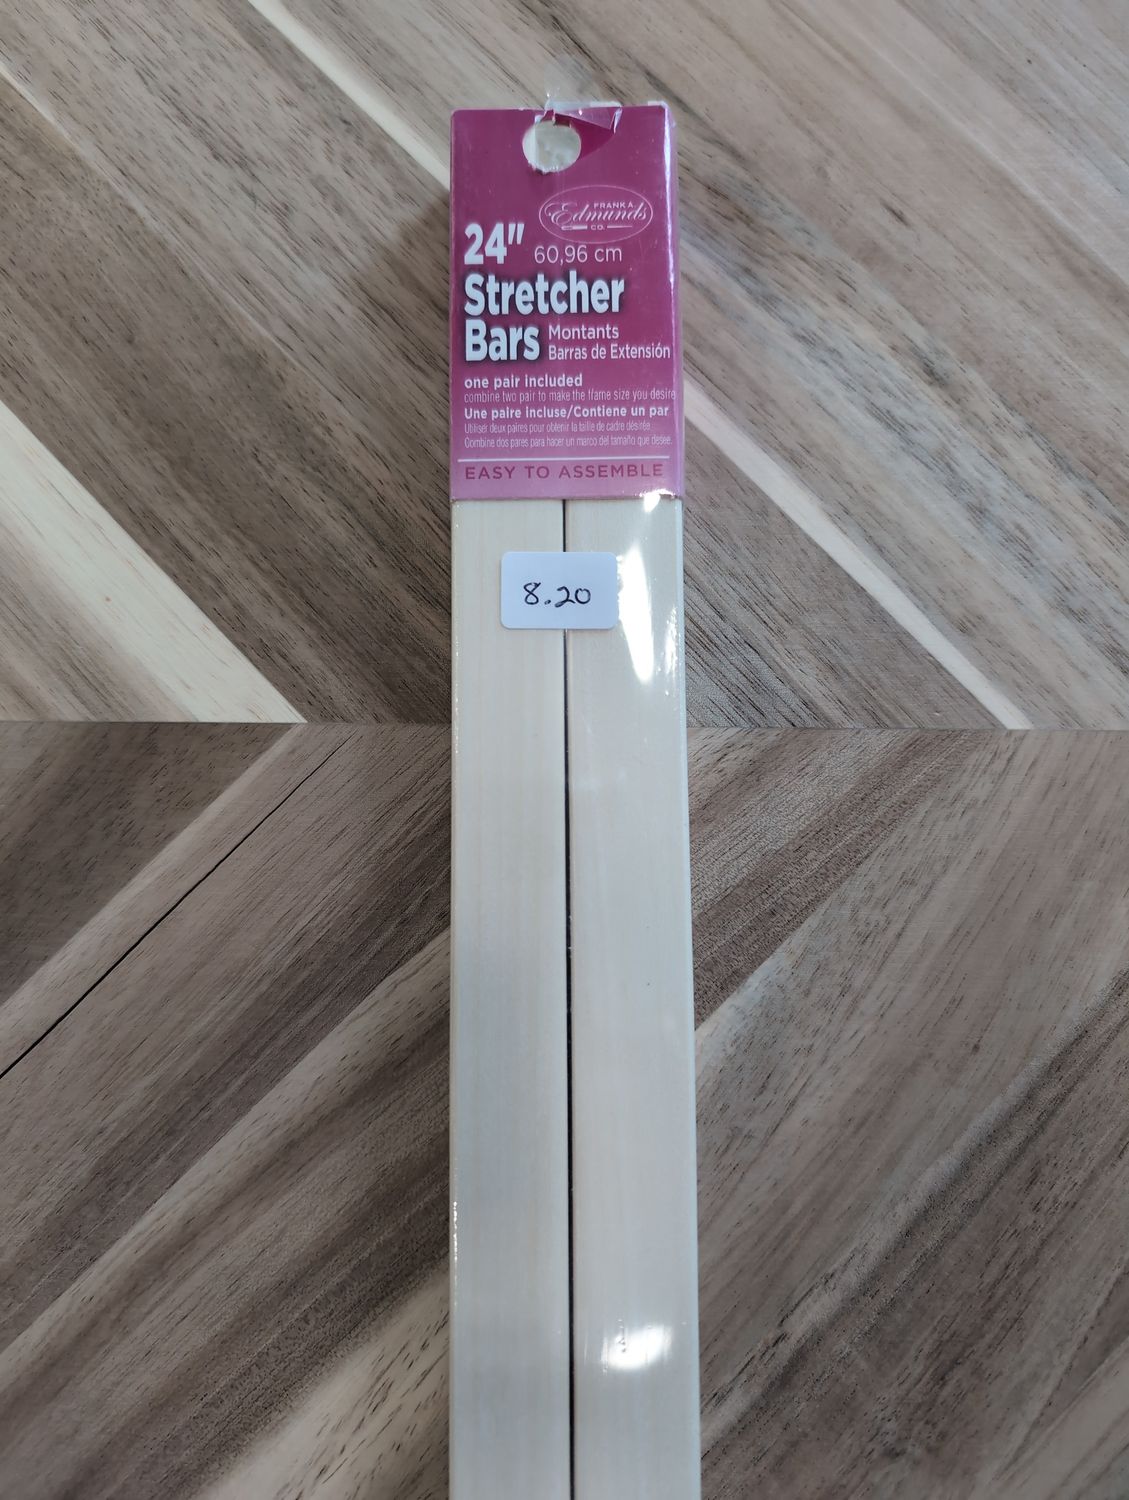 FRANK A.
Edmunds
CO.
24" 60,96 cm
Stretcher
Bars Montants
Barras de Extensión
one pair included
combine two pair to make the frame size you desire
Une paire incluse/Contiene un par
Utiliser deux paires pour obtenir la taille de cadre désirée.
Combine dos pares para hacer un marco del tamaño que desee.
EASY TO ASSEMBLE
8.20